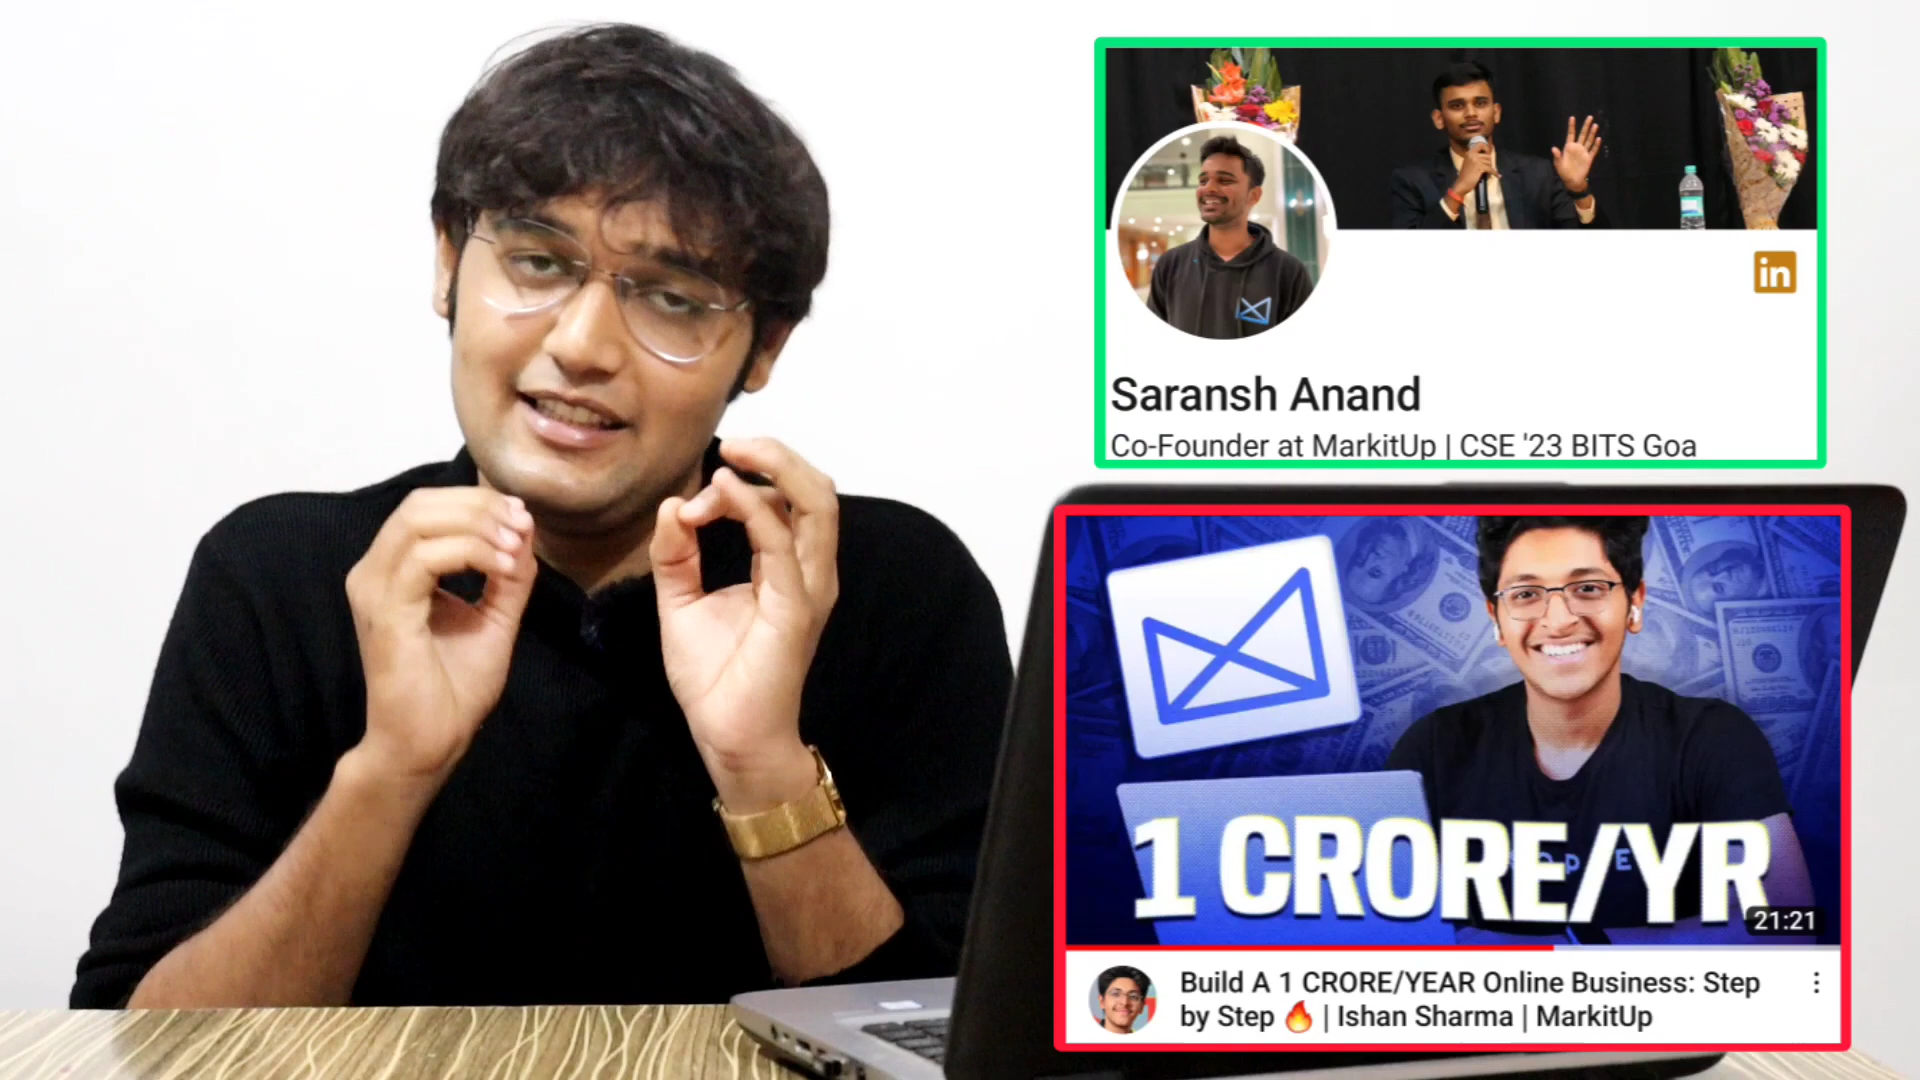 in
Saransh Anand
Co-Founder at MarkitUp | CSE '23 BITS Goa
1 CRORE/YR
21:21
Build A 1 CRORE/YEAR Online Business: Step
by Step 🔥 | Ishan Sharma | MarkitUp